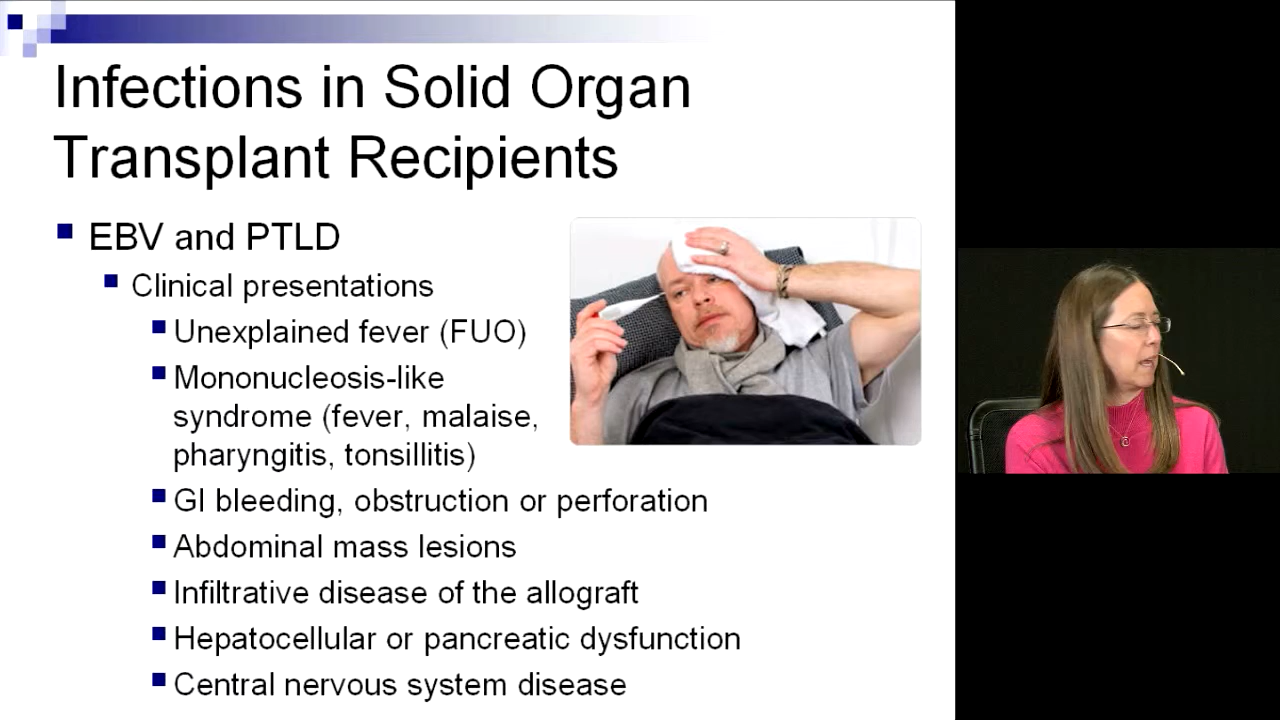 Infections in Solid Organ
Transplant Recipients
EBV and PTLD
Clinical presentations
Unexplained fever (FUO)
Mononucleosis-like
syndrome (fever, malaise,
pharyngitis, tonsillitis)
GI bleeding, obstruction or perforation
Abdominal mass lesions
Infiltrative disease of the allograft
Hepatocellular or pancreatic dysfunction
Central nervous system disease